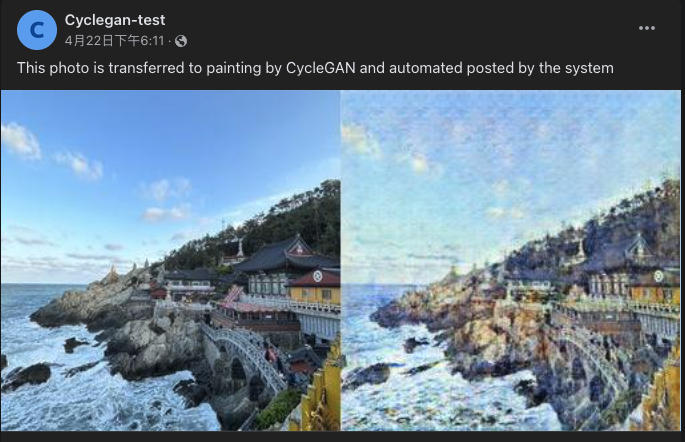 C
Cyclegan-test
4月22日下午6:11 ·
This photo is transferred to painting by CycleGAN and automated posted by the system